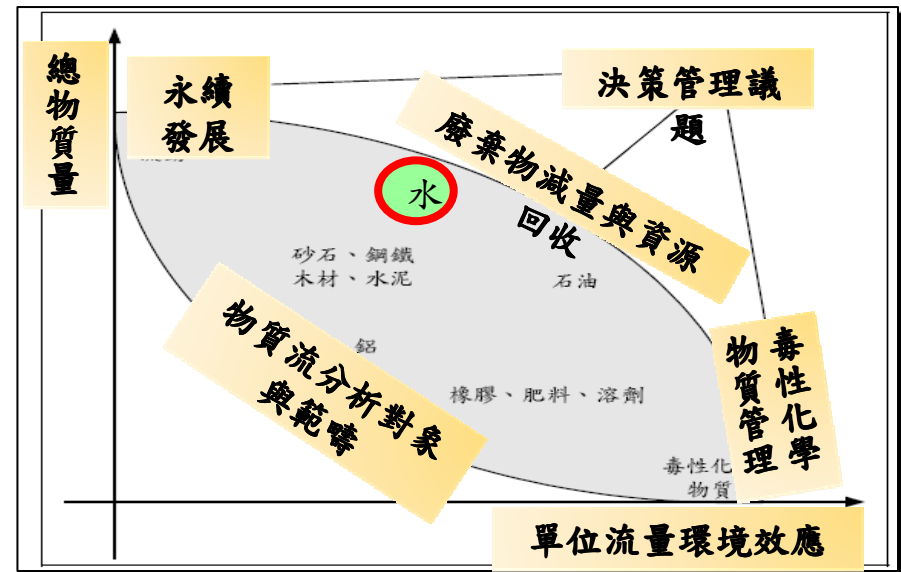 總物質量
永續
發展
決策管理議
題
廢棄物減量與資源
回收
水
砂石、鋼鐵
木材、水泥
石油
物質流分析對象
與範疇
鋁
橡膠、肥料、溶劑
毒性化學
物質管理
毒性化
物質
單位流量環境效應